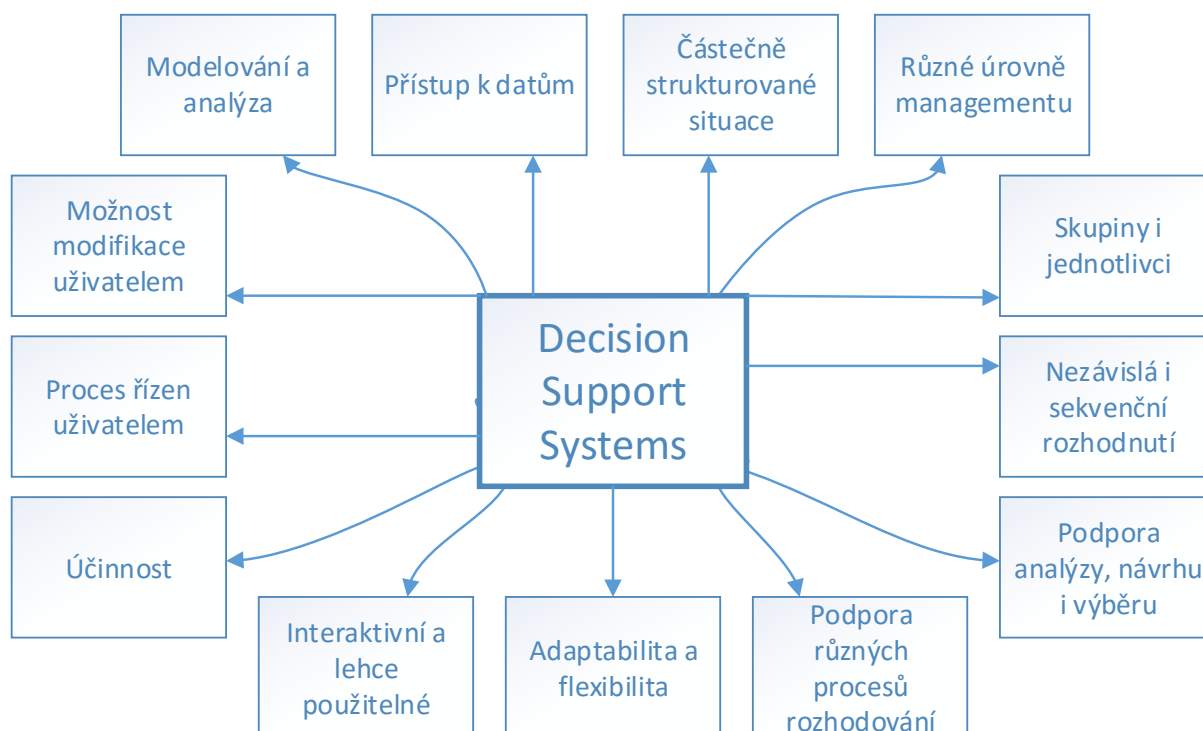 Modelování a
analýza
Přístup k datům
Částečně
strukturované
situace
Různé úrovně
managementu
Možnost
modifikace
uživatelem
Skupiny i
jednotlivci
Decision
Support
Systems
Proces řízen
uživatelem
Nezávislá i
sekvenční
rozhodnutí
Účinnost
Podpora
analýzy, návrhu
i výběru
Interaktivní a
lehce
použitelné
Adaptabilita a
flexibilita
Podpora
různých
procesů
rozhodování